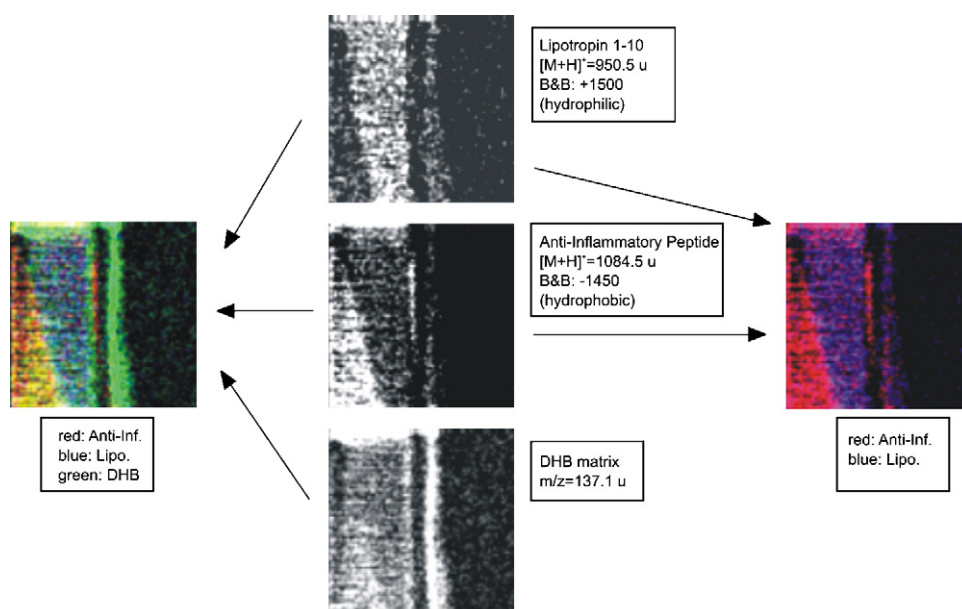 Lipotropin 1-10
[M+H]⁺=950.5 u
B&B: +1500
(hydrophilic)
Anti-Inflammatory Peptide
[M+H]⁺=1084.5 u
B&B: -1450
(hydrophobic)
red: Anti-Inf.
blue: Lipo.
green: DHB
DHB matrix
m/z=137.1 u
red: Anti-Inf.
blue: Lipo.